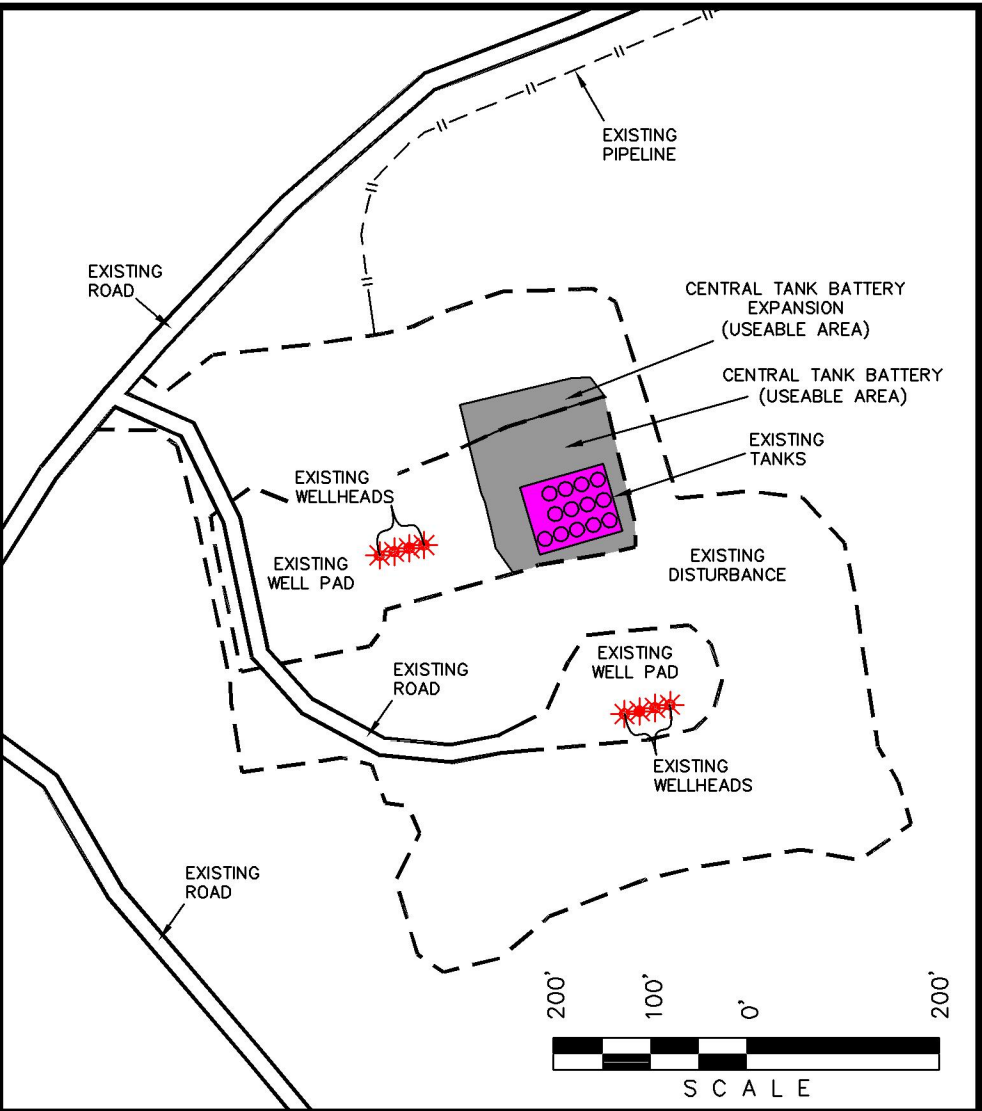 EXISTING
PIPELINE
EXISTING
ROAD
CENTRAL TANK BATTERY
EXPANSION
(USEABLE AREA)
CENTRAL TANK BATTERY
(USEABLE AREA)
EXISTING
TANKS
EXISTING
WELLHEADS
EXISTING
WELL PAD
EXISTING
DISTURBANCE
EXISTING
ROAD
EXISTING
WELL PAD
EXISTING
WELLHEADS
EXISTING
ROAD
200' 100' 0' 200'
SCALE